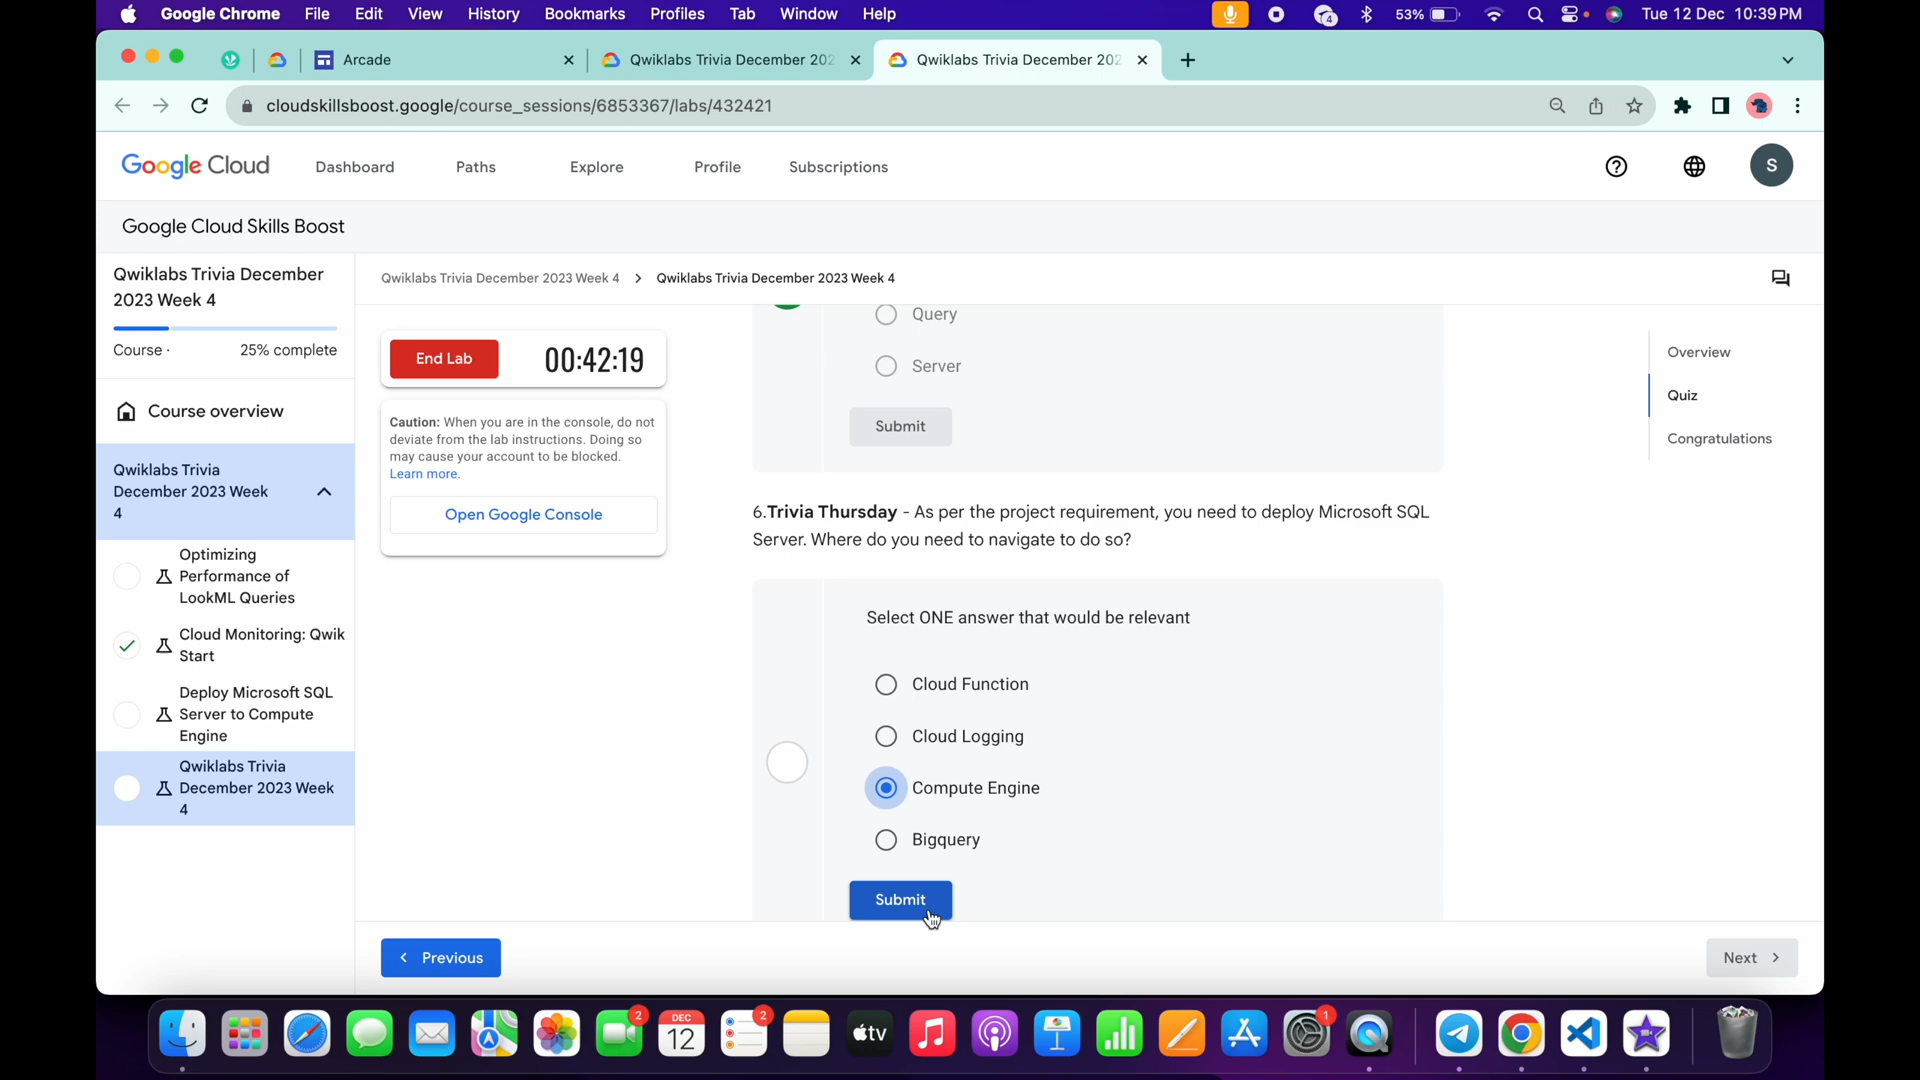 Google Chrome File Edit View History Bookmarks Profiles Tab Window Help 4 53% Tue 12 Dec 10:39 PM
Arcade
Qwiklabs Trivia December 202
Qwiklabs Trivia December 202
cloudskillsboost.google/course_sessions/6853367/labs/432421
Google Cloud Dashboard Paths Explore Profile Subscriptions S
Google Cloud Skills Boost
Qwiklabs Trivia December
2023 Week 4
Course · 25% complete
Course overview
Qwiklabs Trivia
December 2023 Week
4
Optimizing
Performance of
LookML Queries
Cloud Monitoring: Qwik
Start
Deploy Microsoft SQL
Server to Compute
Engine
Qwiklabs Trivia
December 2023 Week
4
Qwiklabs Trivia December 2023 Week 4 > Qwiklabs Trivia December 2023 Week 4
End Lab 00:42:19
Caution: When you are in the console, do not
deviate from the lab instructions. Doing so
may cause your account to be blocked.
Learn more.
Open Google Console
Query
Server
Submit
6.Trivia Thursday - As per the project requirement, you need to deploy Microsoft SQL
Server. Where do you need to navigate to do so?
Select ONE answer that would be relevant
Cloud Function
Cloud Logging
Compute Engine
Bigquery
Submit
Overview
Quiz
Congratulations
Previous
Next
2
DEC
12
2
tv
1